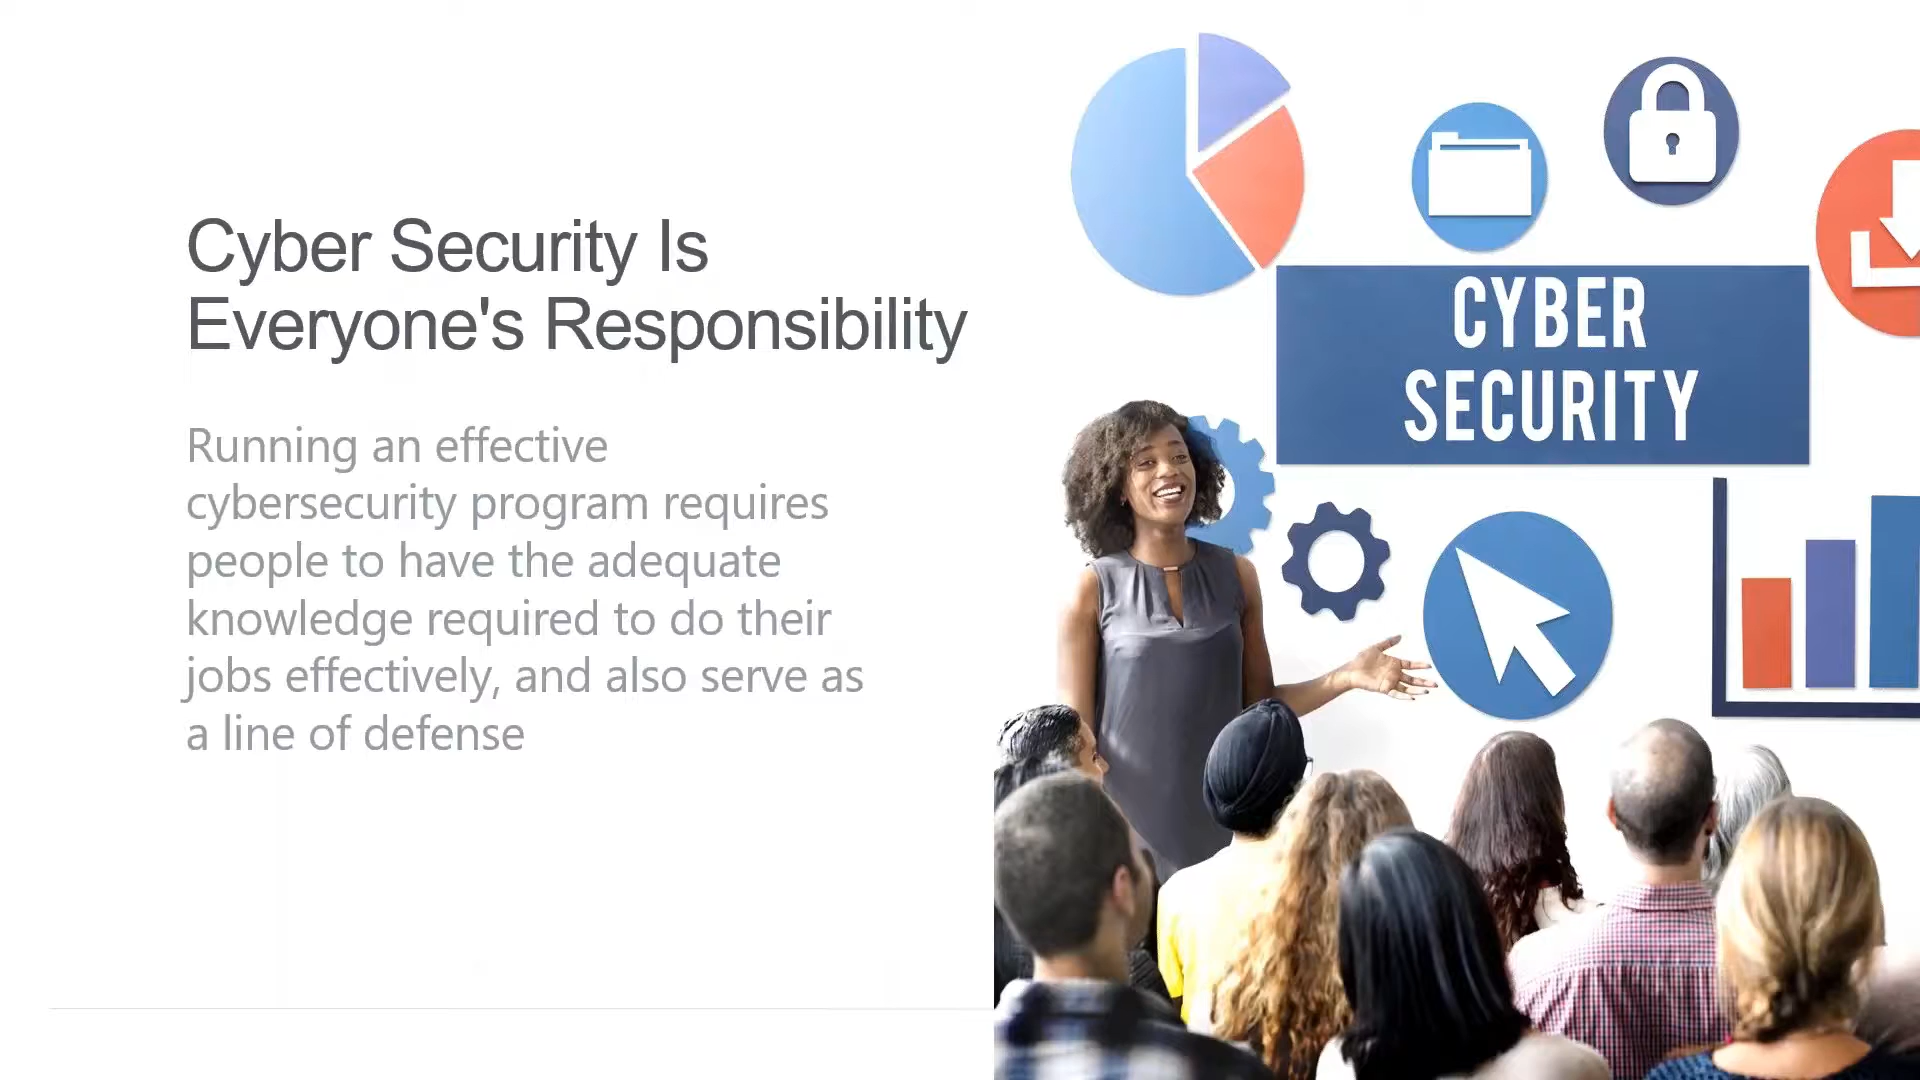 Cyber Security Is
Everyone's Responsibility
Running an effective
cybersecurity program requires
people to have the adequate
knowledge required to do their
jobs effectively, and also serve as
a line of defense
CYBER
SECURITY